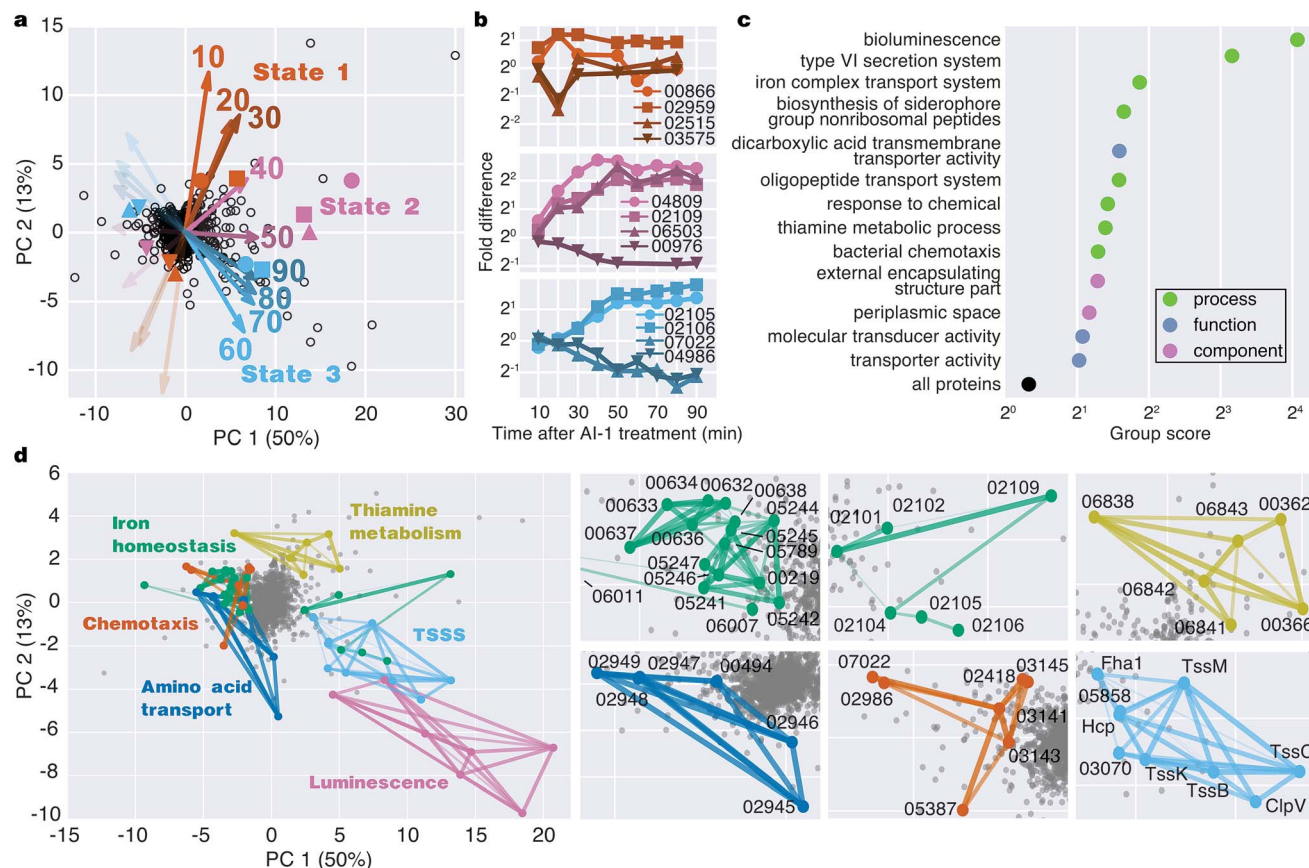 a
15
10
5
0
-5
-10
PC 2 (13%)
-10
0
10
20
30
PC 1 (50%)
10
State 1
20
30
40
State 2
50
90
80
70
60
State 3
b
2¹
2⁰
2⁻¹
2⁻²
00866
02959
02515
03575
Fold difference
2²
2¹
2⁰
2⁻¹
04809
02109
06503
00976
2¹
2⁰
2⁻¹
02105
02106
07022
04986
10 30 50 70 90
Time after AI-1 treatment (min)
c
bioluminescence
type VI secretion system
iron complex transport system
biosynthesis of siderophore
group nonribosomal peptides
dicarboxylic acid transmembrane
transporter activity
oligopeptide transport system
response to chemical
thiamine metabolic process
bacterial chemotaxis
external encapsulating
structure part
periplasmic space
molecular transducer activity
transporter activity
all proteins
process
function
component
2⁰ 2¹ 2² 2³ 2⁴
Group score
d
6
4
2
0
-2
-4
-6
-8
-10
PC 2 (13%)
-15 -10 -5 0 5 10 15 20
PC 1 (50%)
Iron
homeostasis
Thiamine
metabolism
Chemotaxis
TSSS
Amino acid
transport
Luminescence
00634
00632
00638
00633
05244
00637
00636
05245
05789
05247
05246
00219
06011
05241
06007
05242
02109
02102
02101
02105
02104
02106
06838
06843
00362
06842
06841
00366
02949
02947
00494
02948
02946
02945
07022
03145
02418
02986
03141
03143
05387
Fha1
TssM
05858
Hcp
TssC
03070
TssK
TssB
ClpV